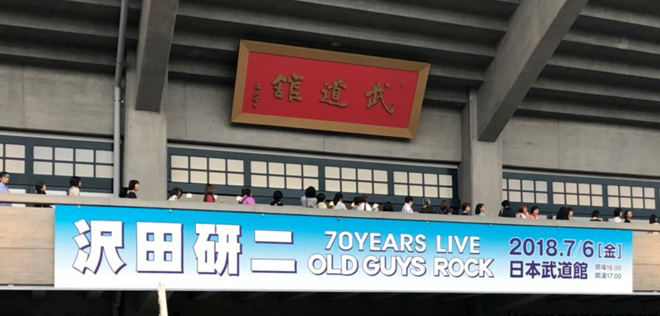 武道館
沢田研二
70YEARS LIVE
OLD GUYS ROCK
2018.7/6[金]
日本武道館
開場16:00
開演17:00